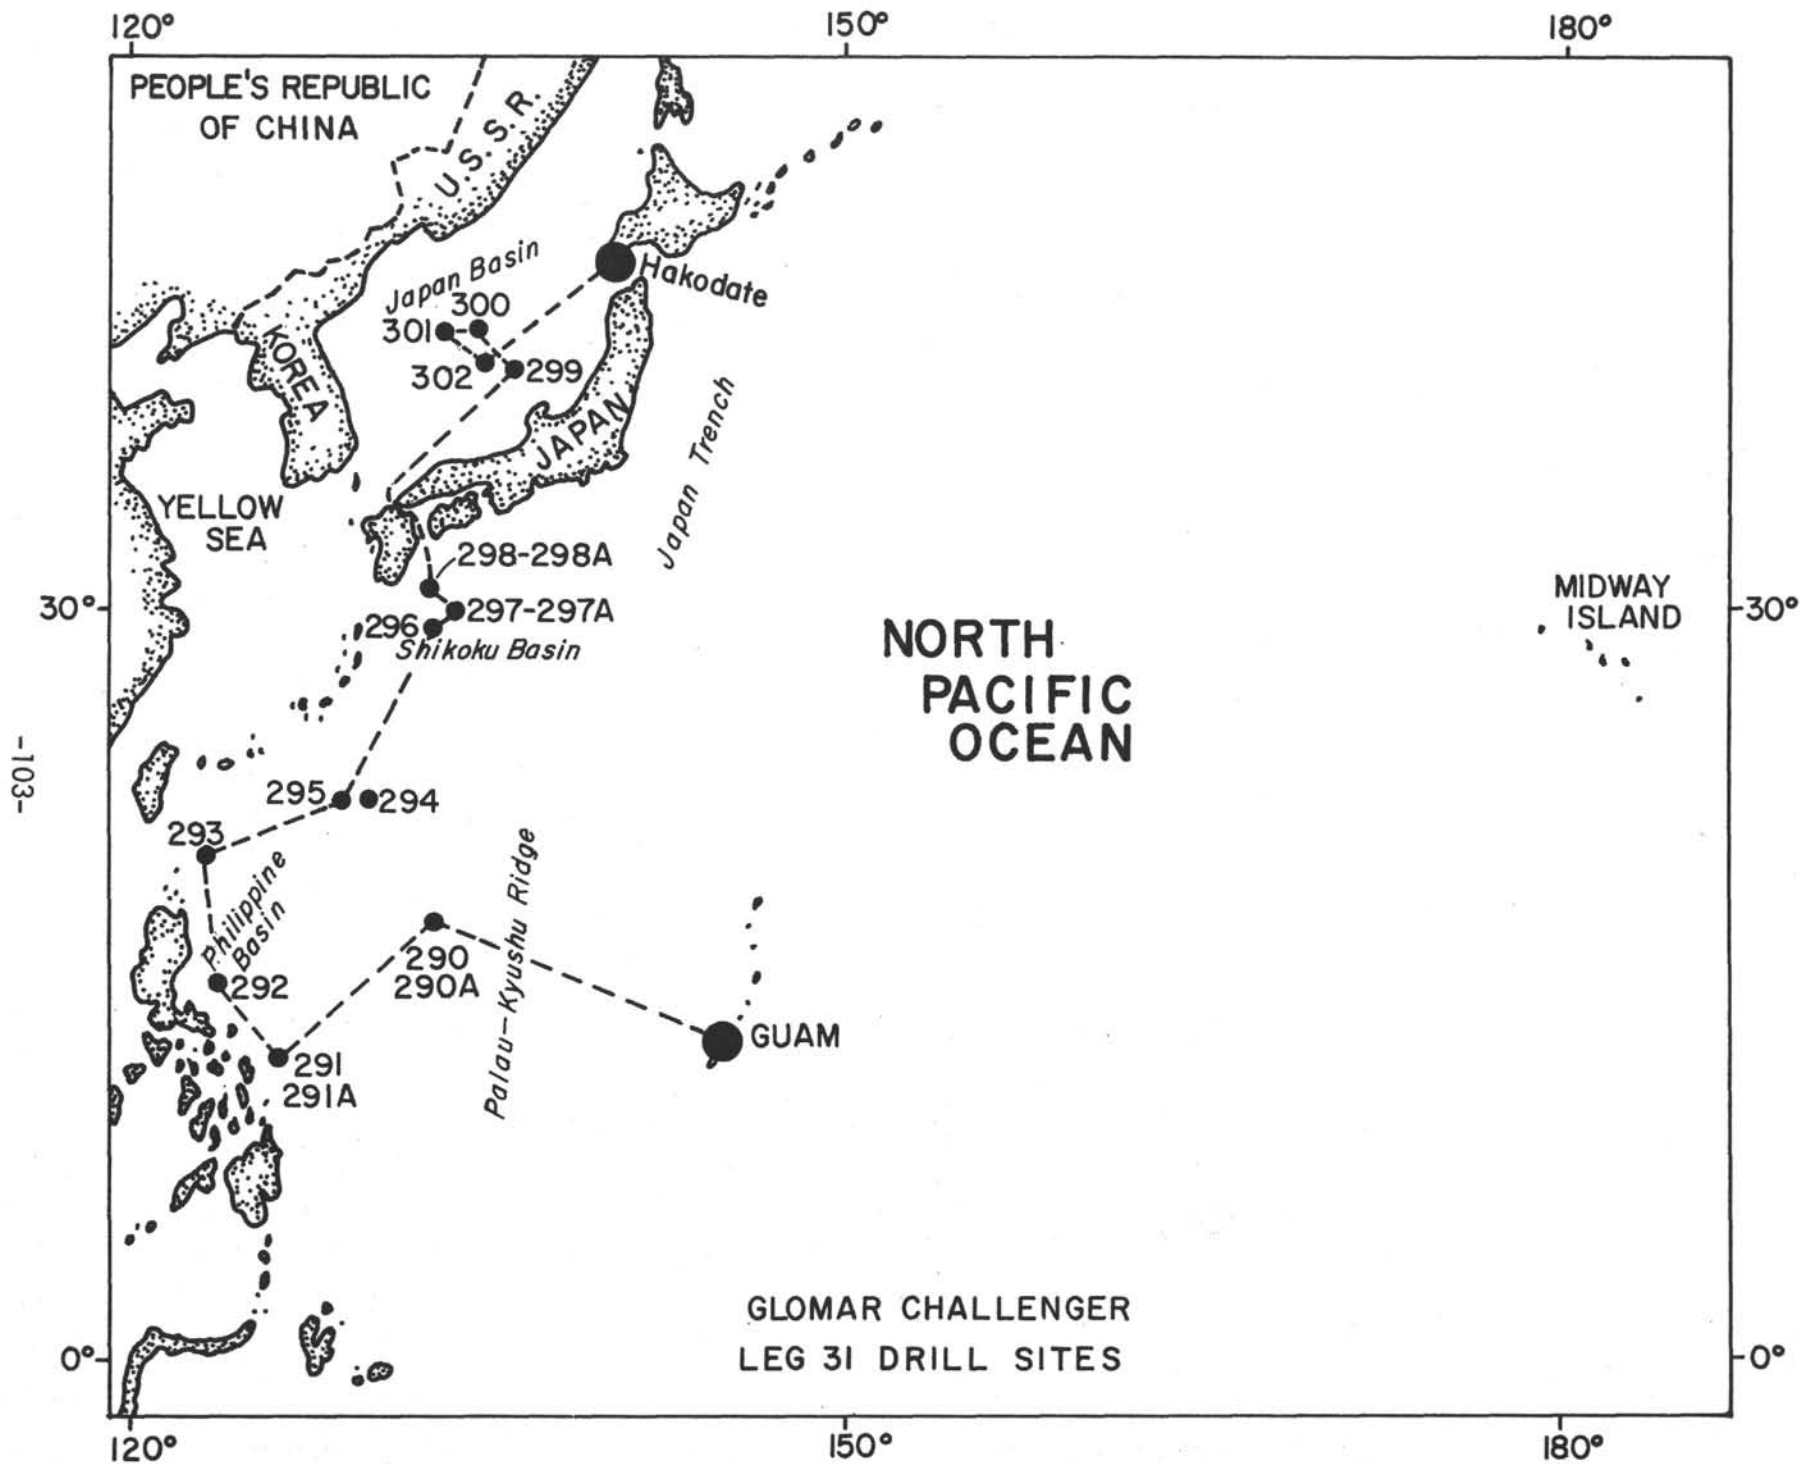 120°
150°
180°
PEOPLE'S REPUBLIC
OF CHINA
U.S.S.R.
Japan Basin
Hakodate
300
301
302
299
KOREA
JAPAN
Japan Trench
YELLOW
SEA
298-298A
30°
297-297A
296
Shikoku Basin
NORTH
PACIFIC
OCEAN
MIDWAY
ISLAND
30°
-103-
295
294
293
Philippine
Basin
Palau-Kyushu Ridge
290
290A
292
291
291A
GUAM
GLOMAR CHALLENGER
LEG 31 DRILL SITES
0°
0°
120°
150°
180°